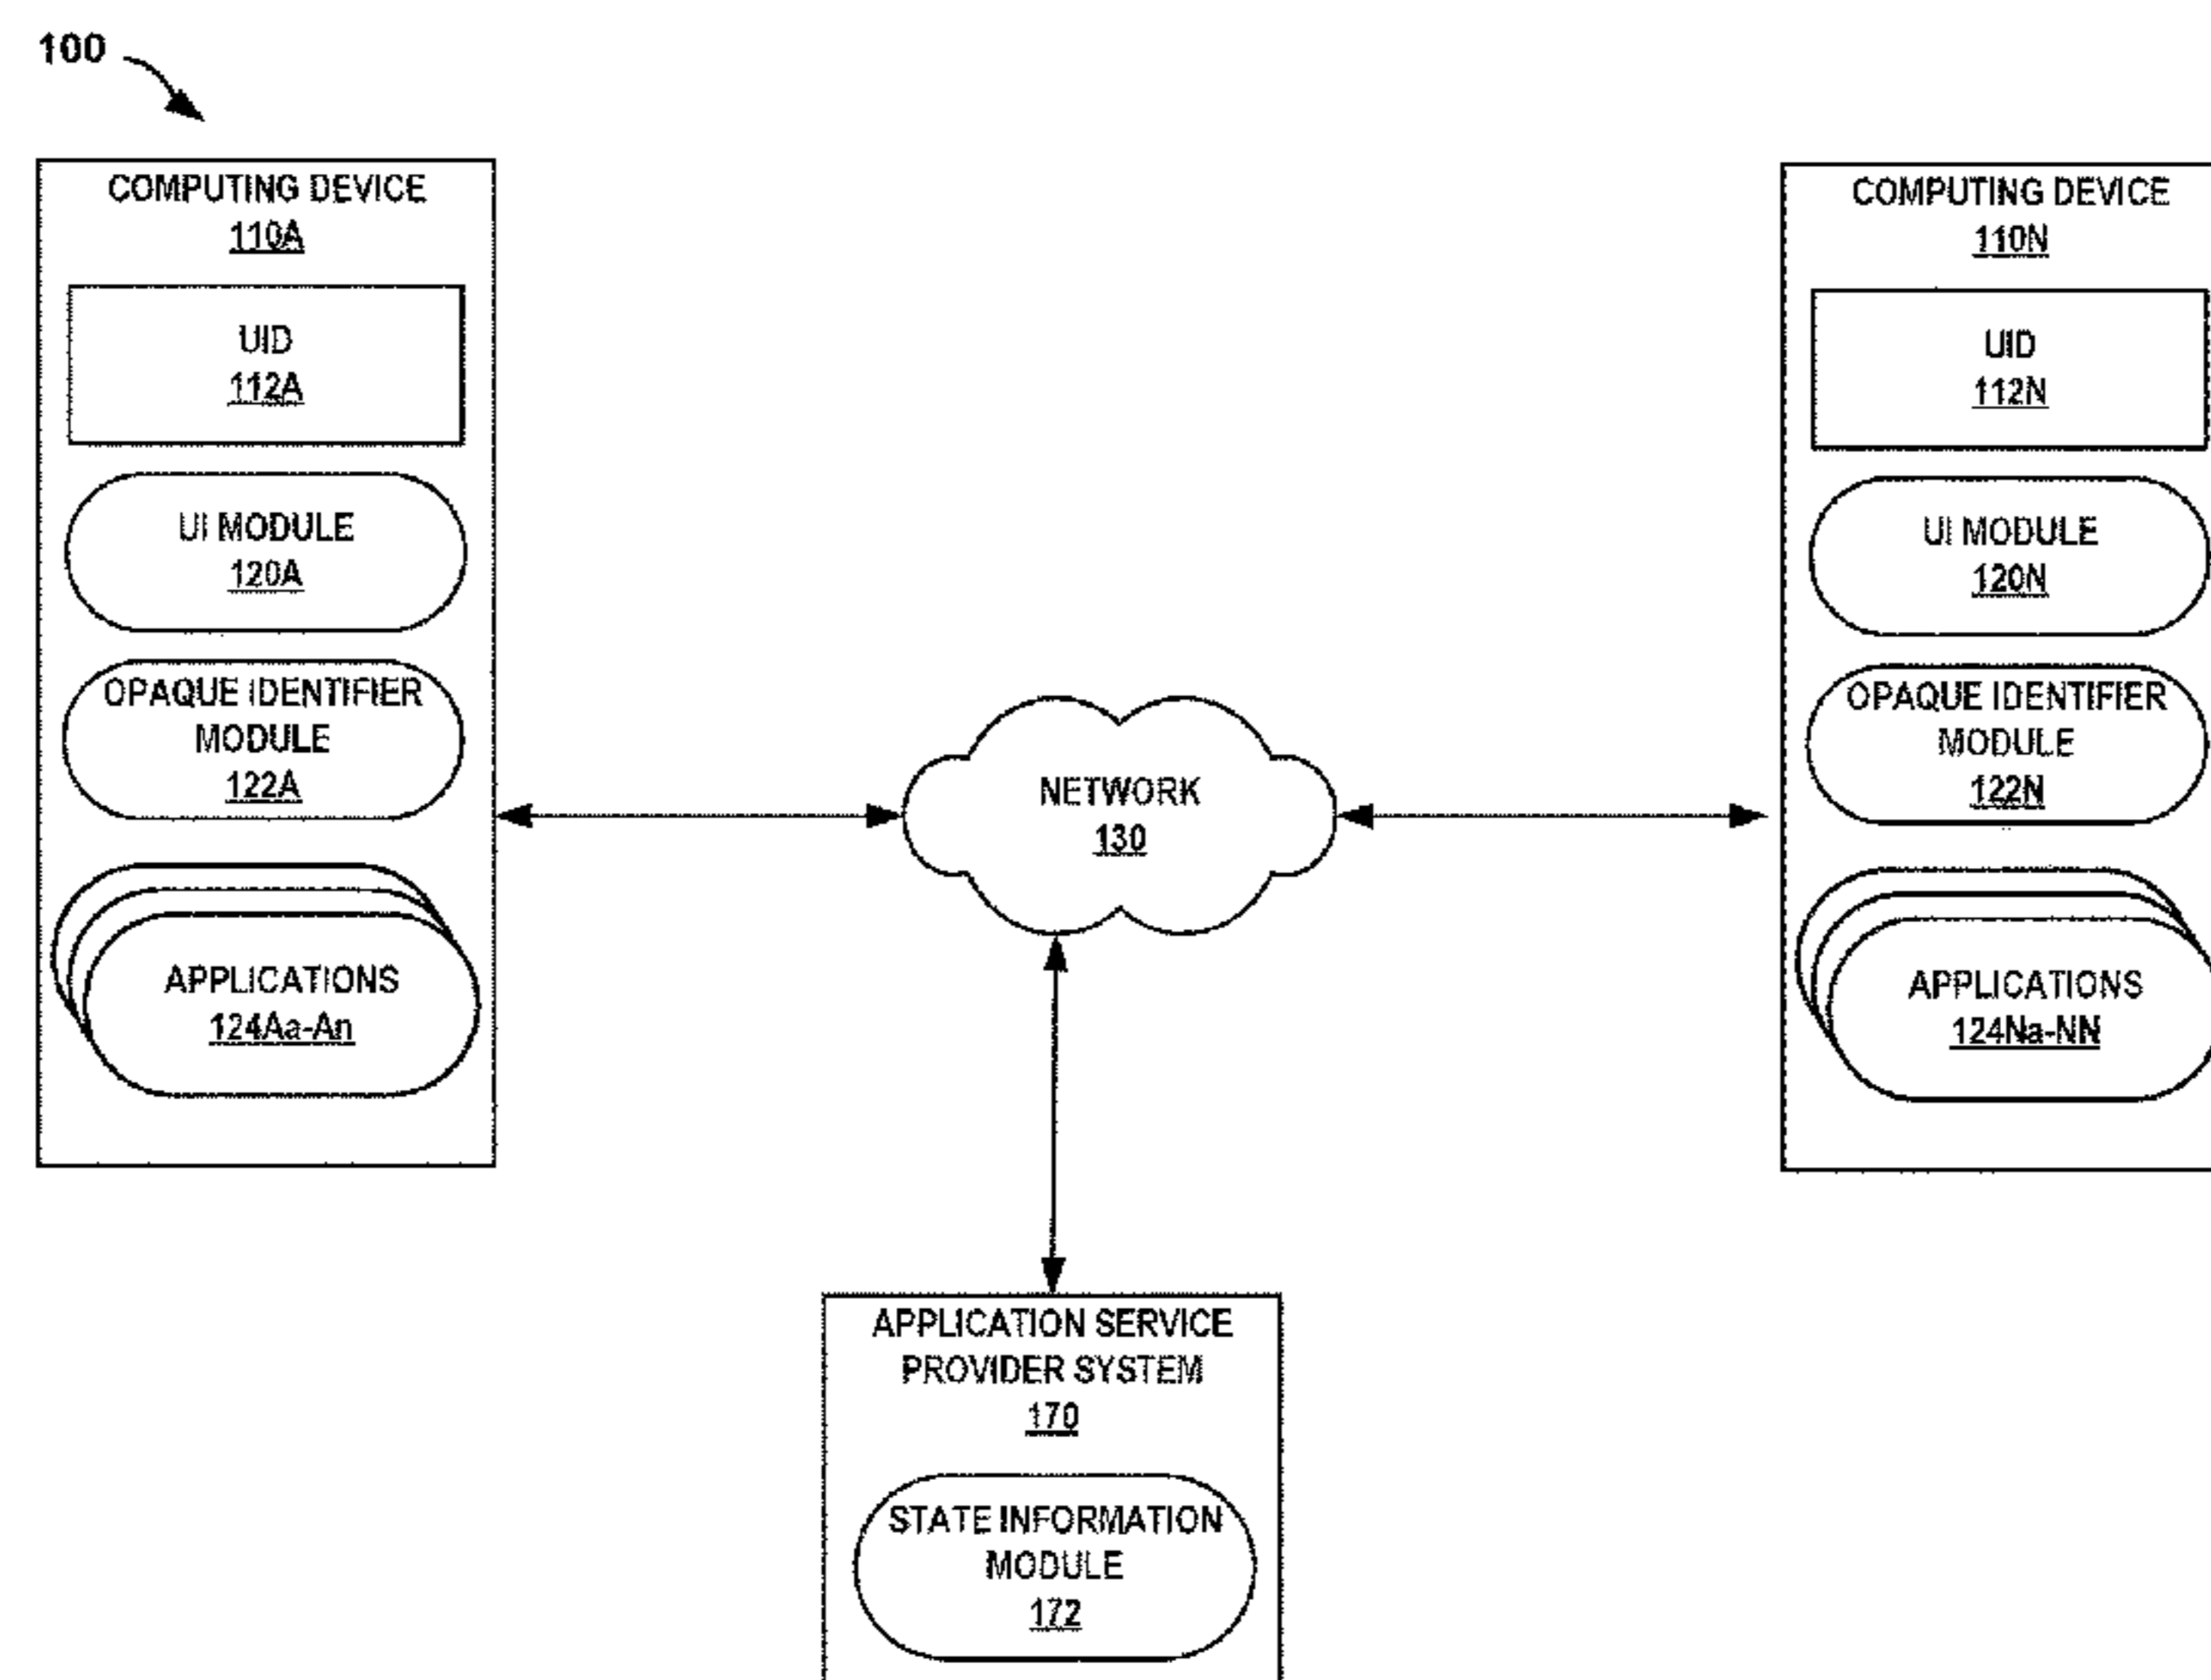 100
COMPUTING DEVICE
110A
UID
112A
UI MODULE
120A
OPAQUE IDENTIFIER
MODULE
122A
APPLICATIONS
124Aa-An
NETWORK
130
COMPUTING DEVICE
110N
UID
112N
UI MODULE
120N
OPAQUE IDENTIFIER
MODULE
122N
APPLICATIONS
124Na-NN
APPLICATION SERVICE
PROVIDER SYSTEM
170
STATE INFORMATION
MODULE
172